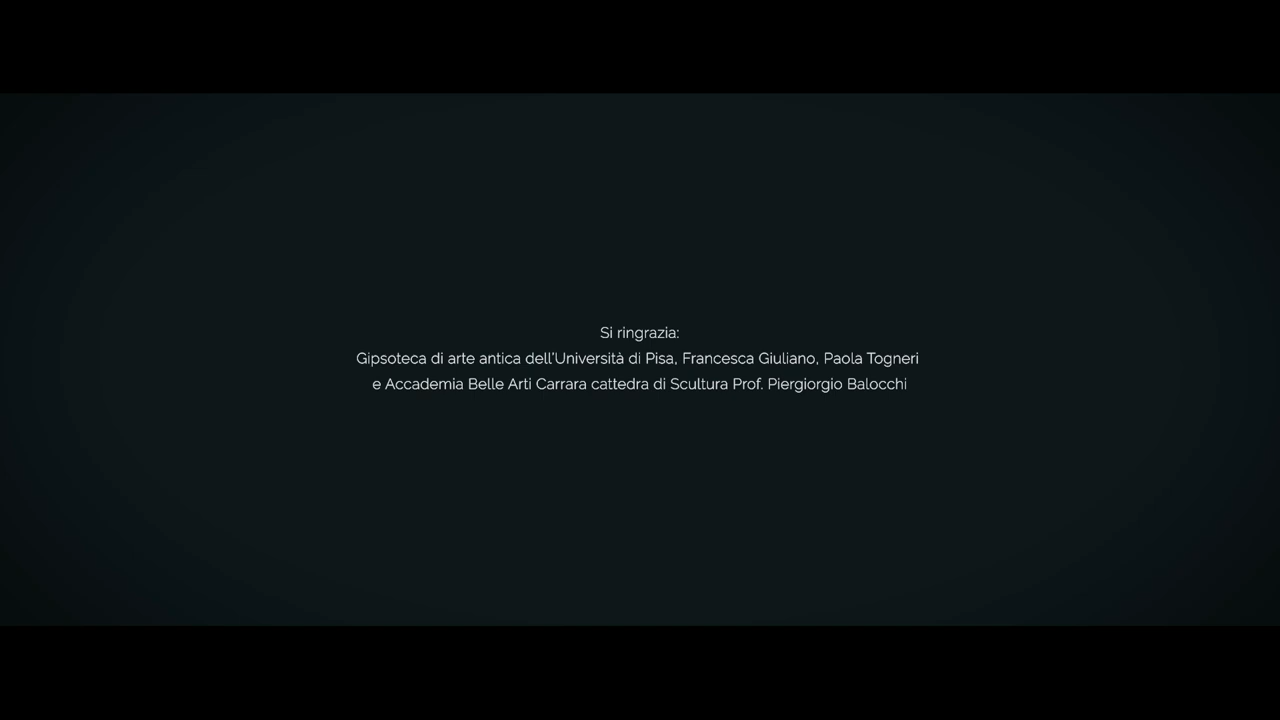 Si ringrazia:
Gipsoteca di arte antica dell'Università di Pisa, Francesca Giuliano, Paola Togneri
e Accademia Belle Arti Carrara cattedra di Scultura Prof. Piergiorgio Balocchi